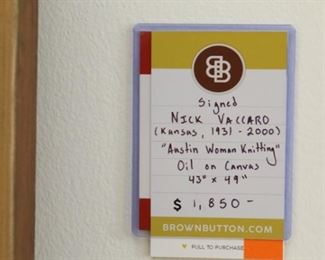 BB
Signed
NICK VACCARO
(Kansas, 1931 - 2000)
"Austin Woman Knitting"
Oil on Canvas
43" x 49"
$ 1,850-
BROWNBUTTON.COM
PULL TO PURCHASE